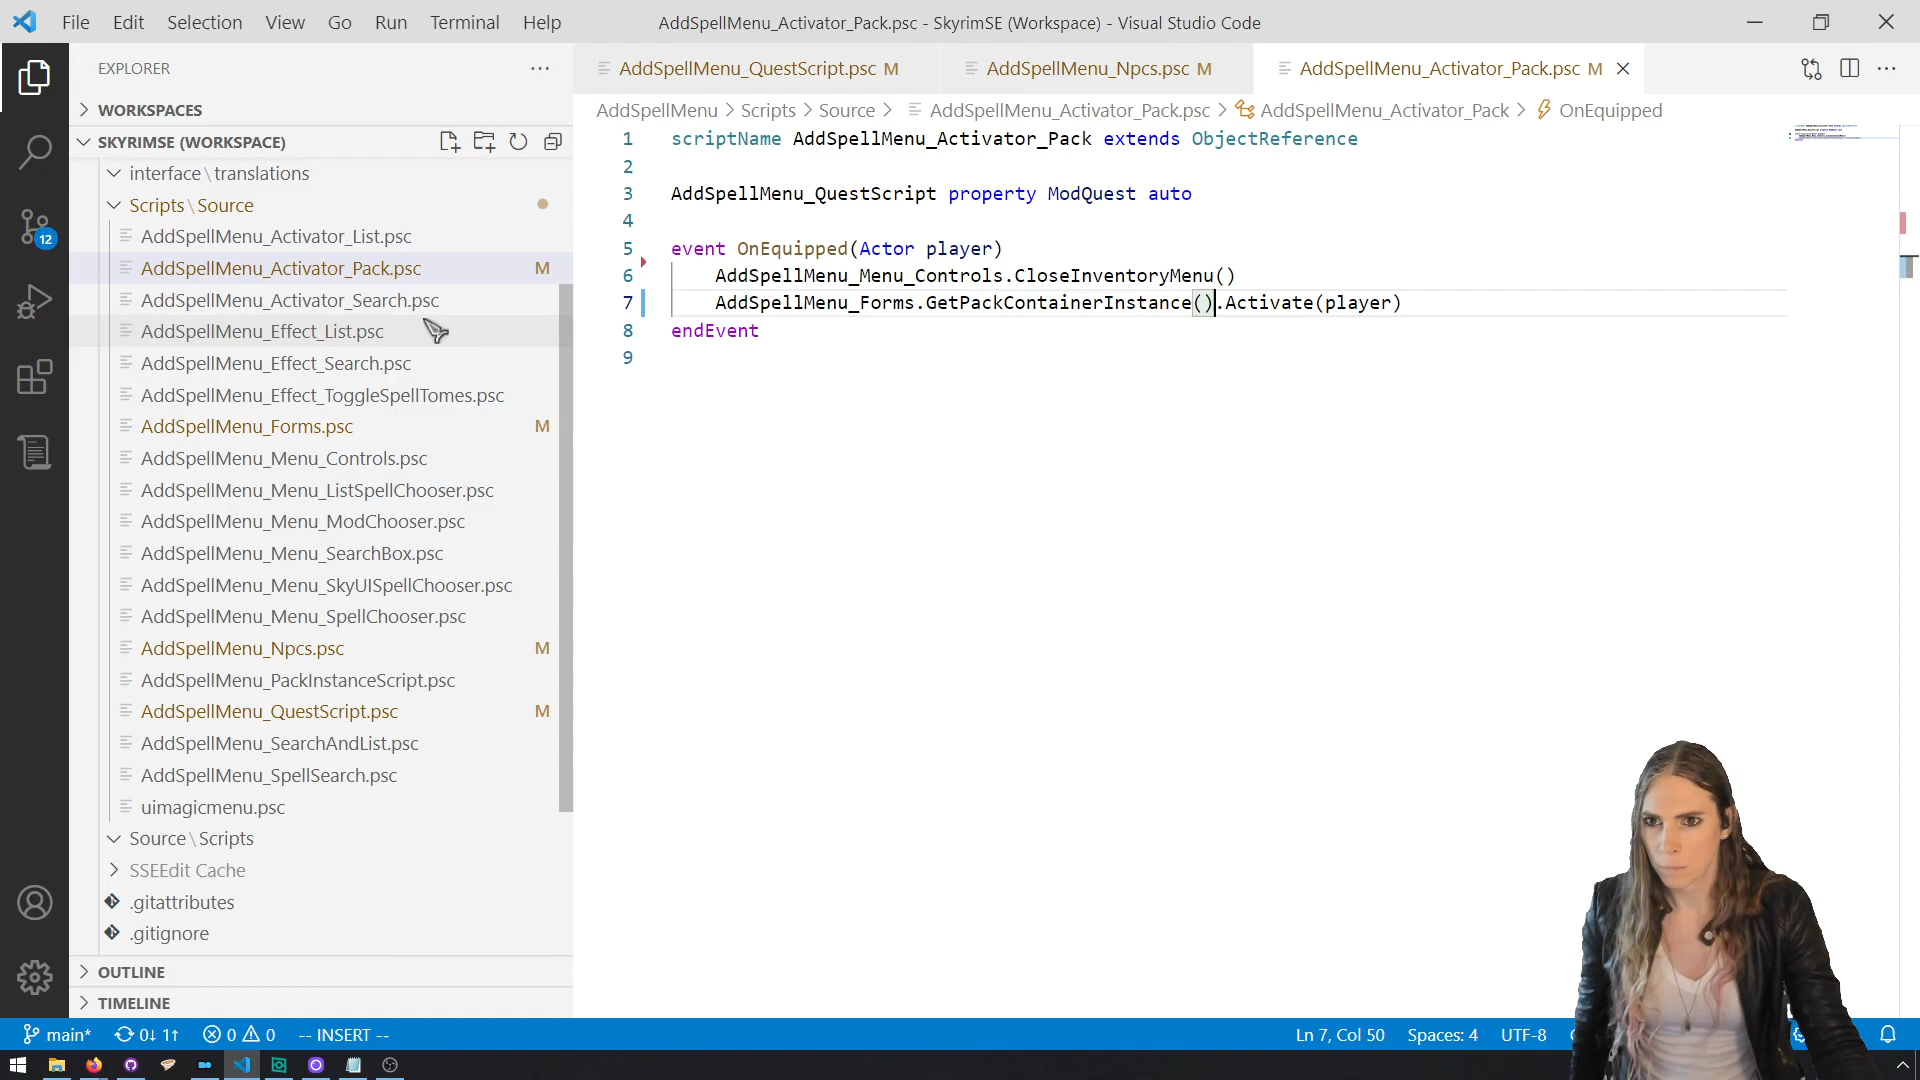 File Edit Selection View Go Run Terminal Help
AddSpellMenu_Activator_Pack.psc - SkyrimSE (Workspace) - Visual Studio Code
EXPLORER
WORKSPACES
SKYRIMSE (WORKSPACE)
interface\translations
Scripts\Source
AddSpellMenu_Activator_List.psc
AddSpellMenu_Activator_Pack.psc M
AddSpellMenu_Activator_Search.psc
AddSpellMenu_Effect_List.psc
AddSpellMenu_Effect_Search.psc
AddSpellMenu_Effect_ToggleSpellTomes.psc
AddSpellMenu_Forms.psc M
AddSpellMenu_Menu_Controls.psc
AddSpellMenu_Menu_ListSpellChooser.psc
AddSpellMenu_Menu_ModChooser.psc
AddSpellMenu_Menu_SearchBox.psc
AddSpellMenu_Menu_SkyUISpellChooser.psc
AddSpellMenu_Menu_SpellChooser.psc
AddSpellMenu_Npcs.psc M
AddSpellMenu_PackInstanceScript.psc
AddSpellMenu_QuestScript.psc M
AddSpellMenu_SearchAndList.psc
AddSpellMenu_SpellSearch.psc
uimagicmenu.psc
Source\Scripts
SSEEdit Cache
.gitattributes
.gitignore
OUTLINE
TIMELINE
12
AddSpellMenu_QuestScript.psc M
AddSpellMenu_Npcs.psc M
AddSpellMenu_Activator_Pack.psc M
AddSpellMenu > Scripts > Source > AddSpellMenu_Activator_Pack.psc > AddSpellMenu_Activator_Pack > OnEquipped
1 scriptName AddSpellMenu_Activator_Pack extends ObjectReference
2
3 AddSpellMenu_QuestScript property ModQuest auto
4
5 event OnEquipped(Actor player)
6 AddSpellMenu_Menu_Controls.CloseInventoryMenu()
7 AddSpellMenu_Forms.GetPackContainerInstance().Activate(player)
8 endEvent
9
main* 0↓ 1↑ 0 0 -- INSERT -- Ln 7, Col 50 Spaces: 4 UTF-8